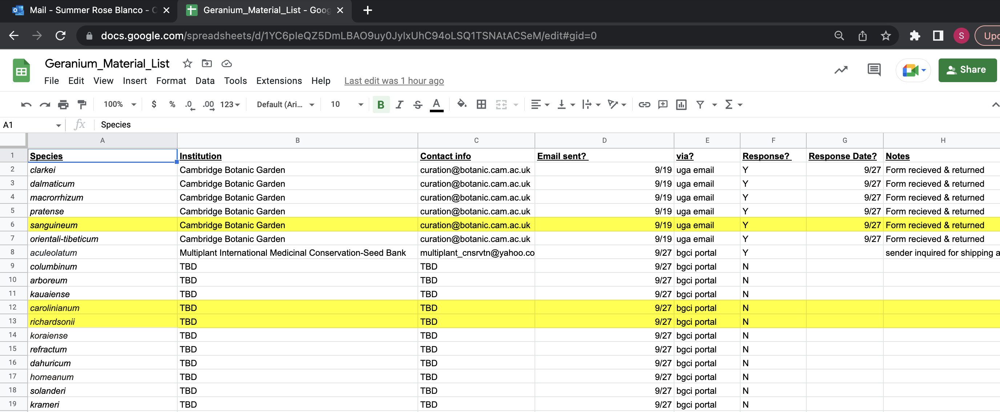 Mail - Summer Rose Blanco -
Geranium_Material_List - Goog
docs.google.com/spreadsheets/d/1YC6pIeQZ5DmLBAO9uy0JyIxUhC94oLSQ1TSNAtACSeM/edit#gid=0
S
Upd
Geranium_Material_List
File Edit View Insert Format Data Tools Extensions Help Last edit was 1 hour ago
Share
100% $ % .0 .00 123 Default (Ari... 10 B I S A
A1 fx Species
A B C D E F G H
1 Species Institution Contact info Email sent? via? Response? Response Date? Notes
2 clarkei Cambridge Botanic Garden curation@botanic.cam.ac.uk 9/19 uga email Y 9/27 Form recieved & returned
3 dalmaticum Cambridge Botanic Garden curation@botanic.cam.ac.uk 9/19 uga email Y 9/27 Form recieved & returned
4 macrorrhizum Cambridge Botanic Garden curation@botanic.cam.ac.uk 9/19 uga email Y 9/27 Form recieved & returned
5 pratense Cambridge Botanic Garden curation@botanic.cam.ac.uk 9/19 uga email Y 9/27 Form recieved & returned
6 sanguineum Cambridge Botanic Garden curation@botanic.cam.ac.uk 9/19 uga email Y 9/27 Form recieved & returned
7 orientali-tibeticum Cambridge Botanic Garden curation@botanic.cam.ac.uk 9/19 uga email Y 9/27 Form recieved & returned
8 aculeolatum Multiplant International Medicinal Conservation-Seed Bank multiplant_cnsrvtn@yahoo.co 9/27 bgci portal Y sender inquired for shipping a
9 columbinum TBD TBD 9/27 bgci portal N
10 arboreum TBD TBD 9/27 bgci portal N
11 kauaiense TBD TBD 9/27 bgci portal N
12 carolinianum TBD TBD 9/27 bgci portal N
13 richardsonii TBD TBD 9/27 bgci portal N
14 koraiense TBD TBD 9/27 bgci portal N
15 refractum TBD TBD 9/27 bgci portal N
16 dahuricum TBD TBD 9/27 bgci portal N
17 homeanum TBD TBD 9/27 bgci portal N
18 solanderi TBD TBD 9/27 bgci portal N
19 krameri TBD TBD 9/27 bgci portal N